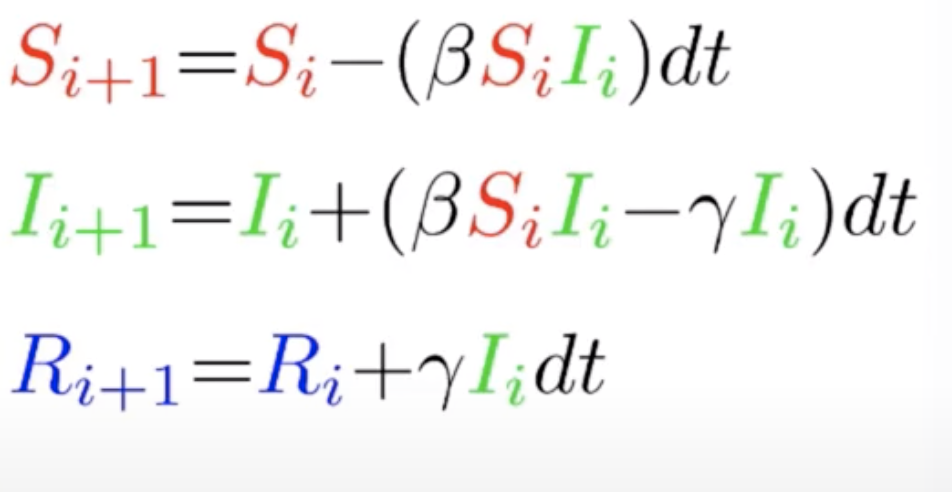 S_{i+1}=S_i-(βS_iI_i)dt
I_{i+1}=I_i+(βS_iI_i-γI_i)dt
R_{i+1}=R_i+γI_idt